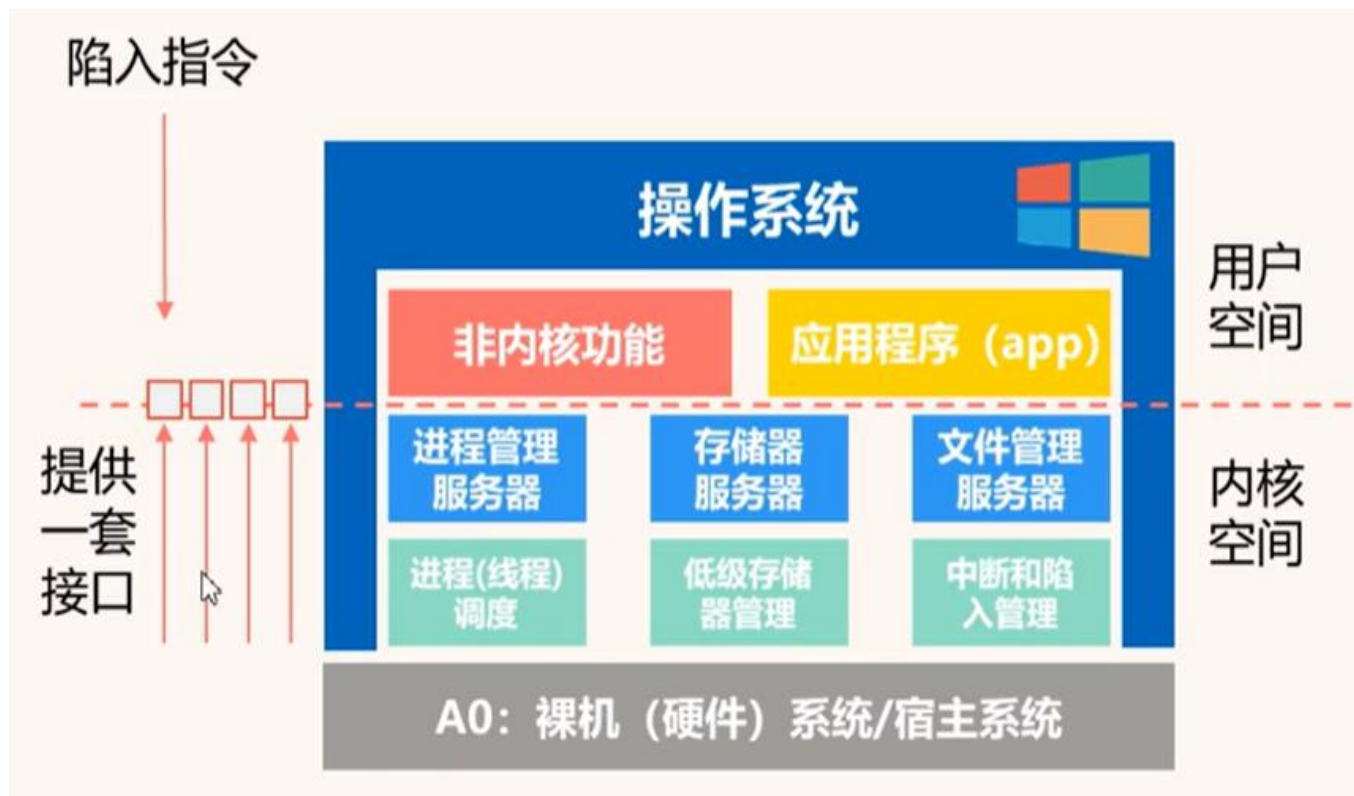 陷入指令
操作系统
用户
空间
非内核功能
应用程序（app）
提供
一套
接口
进程管理
服务器
存储器
服务器
文件管理
服务器
内核
空间
进程(线程)
调度
低级存储
器管理
中断和陷
入管理
A0：裸机（硬件）系统/宿主系统